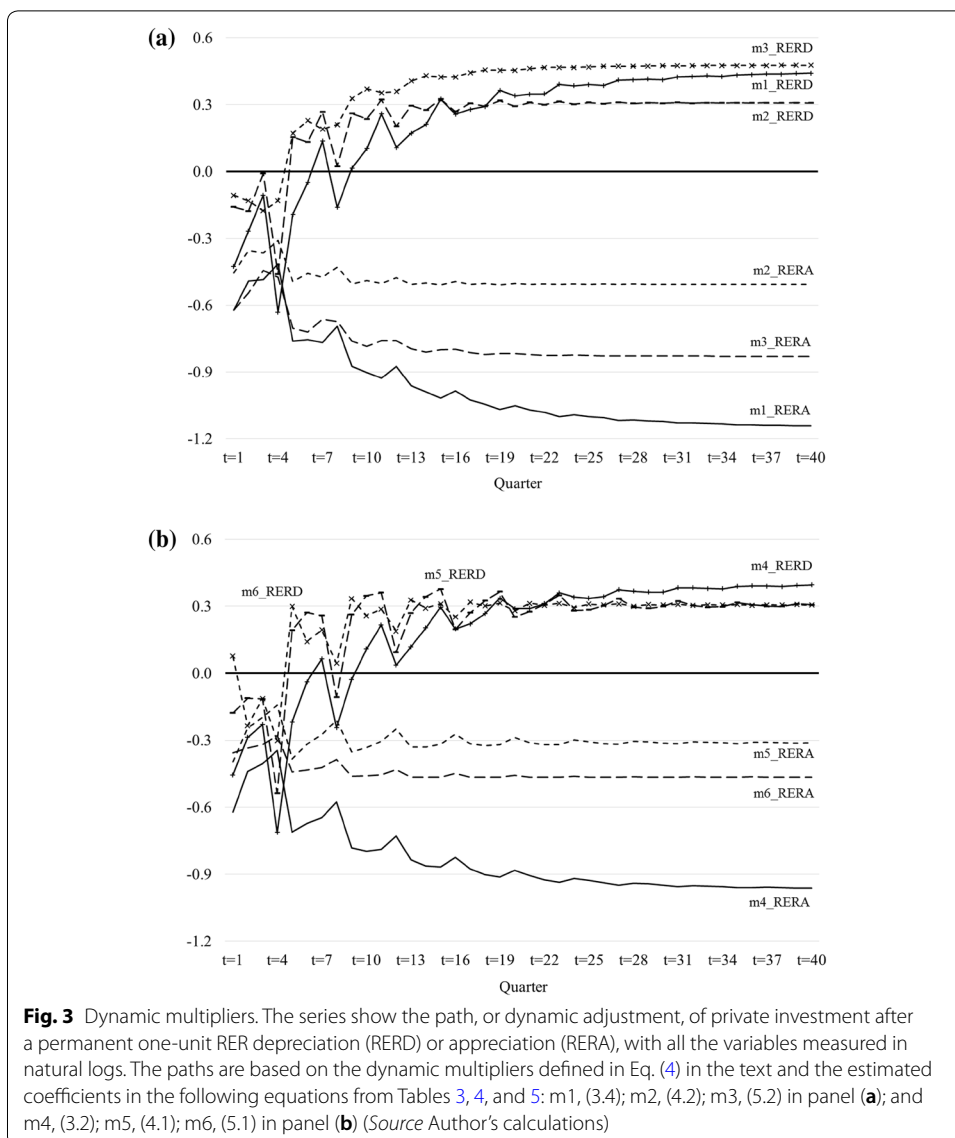 (a)
0.6
0.3
0.0
-0.3
-0.6
-0.9
-1.2
m3_RERD
m1_RERD
m2_RERD
m2_RERA
m3_RERA
m1_RERA
t=1 t=4 t=7 t=10 t=13 t=16 t=19 t=22 t=25 t=28 t=31 t=34 t=37 t=40
Quarter
(b)
0.6
0.3
0.0
-0.3
-0.6
-0.9
-1.2
m4_RERD
m5_RERD
m6_RERD
m5_RERA
m6_RERA
m4_RERA
t=1 t=4 t=7 t=10 t=13 t=16 t=19 t=22 t=25 t=28 t=31 t=34 t=37 t=40
Quarter
Fig. 3 Dynamic multipliers. The series show the path, or dynamic adjustment, of private investment after
a permanent one-unit RER depreciation (RERD) or appreciation (RERA), with all the variables measured in
natural logs. The paths are based on the dynamic multipliers defined in Eq. (4) in the text and the estimated
coefficients in the following equations from Tables 3, 4, and 5: m1, (3.4); m2, (4.2); m3, (5.2) in panel (a); and
m4, (3.2); m5, (4.1); m6, (5.1) in panel (b) (Source Author's calculations)